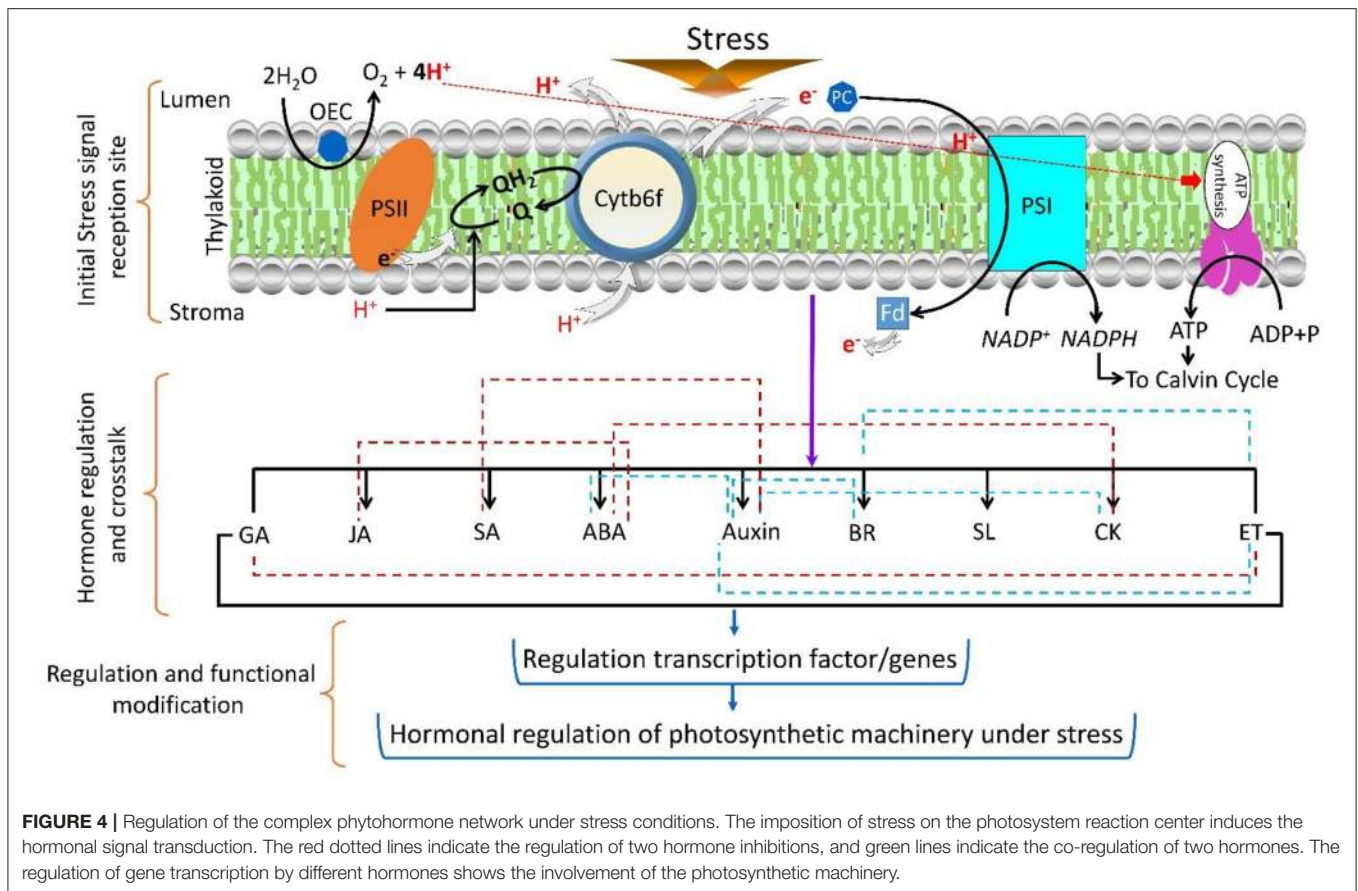 Stress
2H₂O
O₂ + 4H⁺
H⁺
e⁻
PC
Lumen
OEC
H⁺
Initial Stress signal
reception site
Thylakoid
PSII
QH₂
Q
Cytb6f
PSI
ATP
synthesis
e⁻
Stroma
H⁺
H⁺
Fd
e⁻
NADP⁺ NADPH
ATP
ADP+P
To Calvin Cycle
Hormone regulation
and crosstalk
GA JA SA ABA Auxin BR SL CK ET
Regulation and functional
modification
Regulation transcription factor/genes
Hormonal regulation of photosynthetic machinery under stress
FIGURE 4 | Regulation of the complex phytohormone network under stress conditions. The imposition of stress on the photosystem reaction center induces the
hormonal signal transduction. The red dotted lines indicate the regulation of two hormone inhibitions, and green lines indicate the co-regulation of two hormones. The
regulation of gene transcription by different hormones shows the involvement of the photosynthetic machinery.